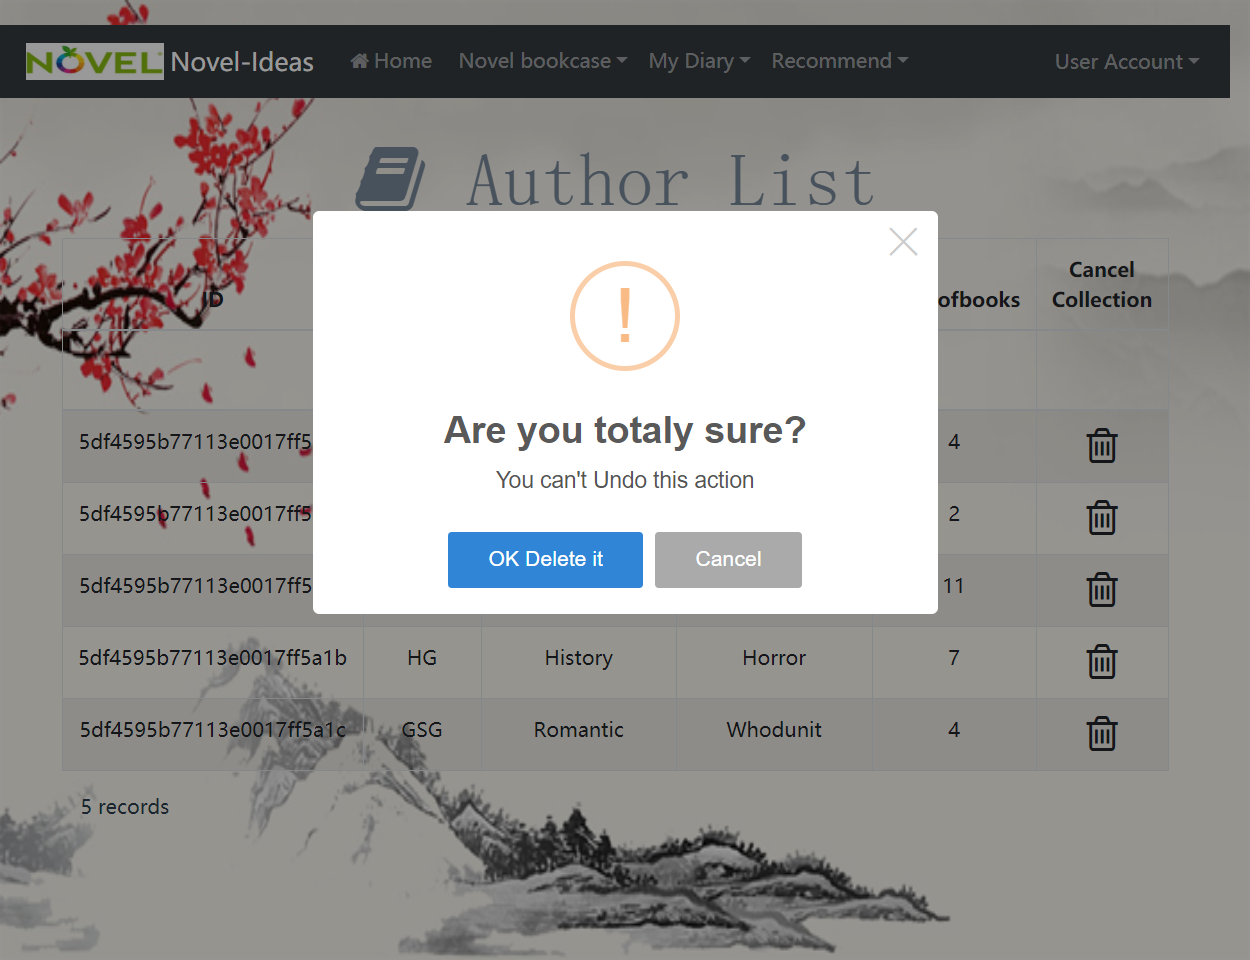 NOVEL Novel-Ideas Home Novel bookcase My Diary Recommend User Account
Author List
ID ofbooks Cancel Collection
Are you totaly sure?
You can't Undo this action
OK Delete it Cancel
5df4595b77113e0017ff5 4
5df4595b77113e0017ff5 2
5df4595b77113e0017ff5 11
5df4595b77113e0017ff5a1b HG History Horror 7
5df4595b77113e0017ff5a1c GSG Romantic Whodunit 4
5 records